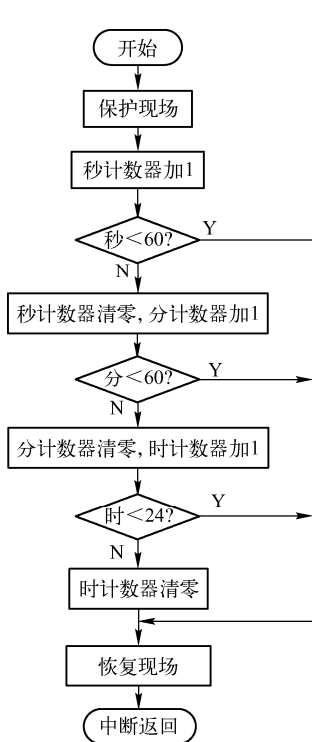 开始
保护现场
秒计数器加1
秒<60?
Y
N
秒计数器清零,分计数器加1
分<60?
Y
N
分计数器清零,时计数器加1
时<24?
Y
N
时计数器清零
恢复现场
中断返回